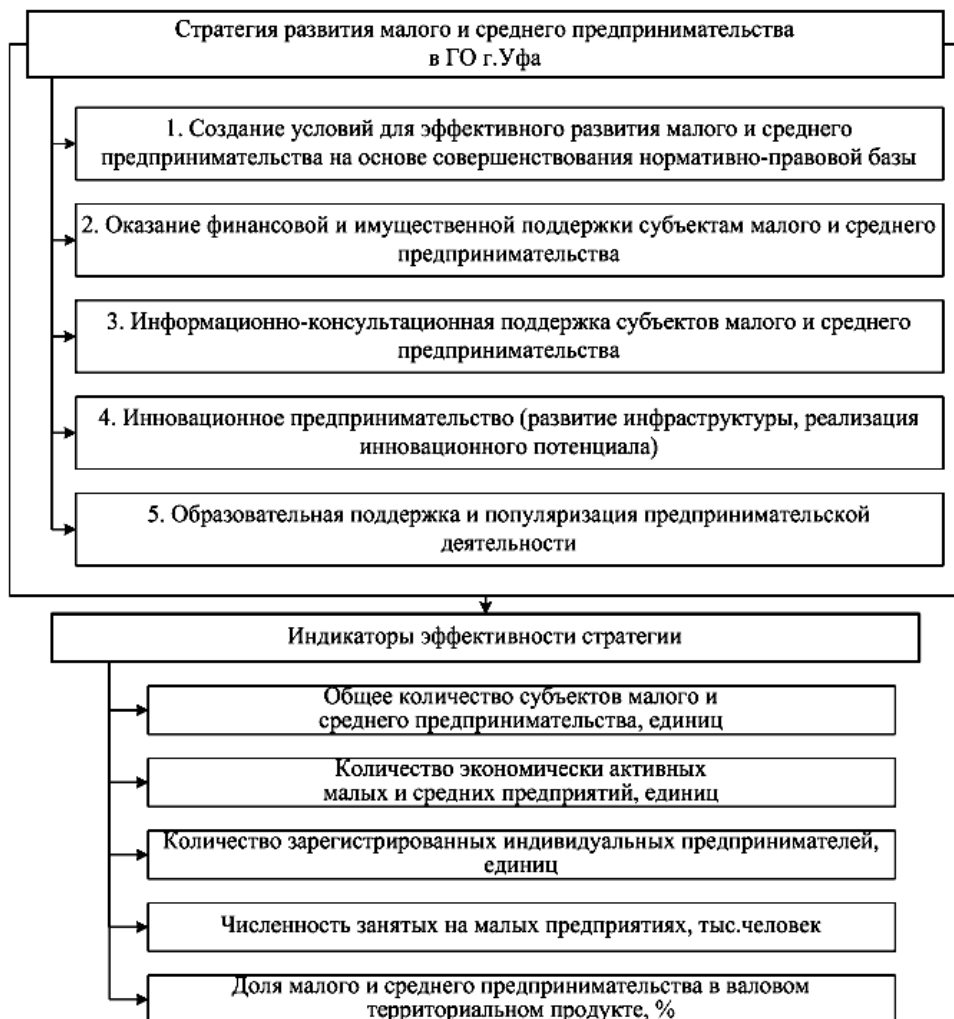 Стратегия развития малого и среднего предпринимательства
в ГО г.Уфа
1. Создание условий для эффективного развития малого и среднего
предпринимательства на основе совершенствования нормативно-правовой базы
2. Оказание финансовой и имущественной поддержки субъектам малого и среднего
предпринимательства
3. Информационно-консультационная поддержка субъектов малого и среднего
предпринимательства
4. Инновационное предпринимательство (развитие инфраструктуры, реализация
инновационного потенциала)
5. Образовательная поддержка и популяризация предпринимательской
деятельности
Индикаторы эффективности стратегии
Общее количество субъектов малого и
среднего предпринимательства, единиц
Количество экономически активных
малых и средних предприятий, единиц
Количество зарегистрированных индивидуальных предпринимателей,
единиц
Численность занятых на малых предприятиях, тыс.человек
Доля малого и среднего предпринимательства в валовом
территориальном продукте, %